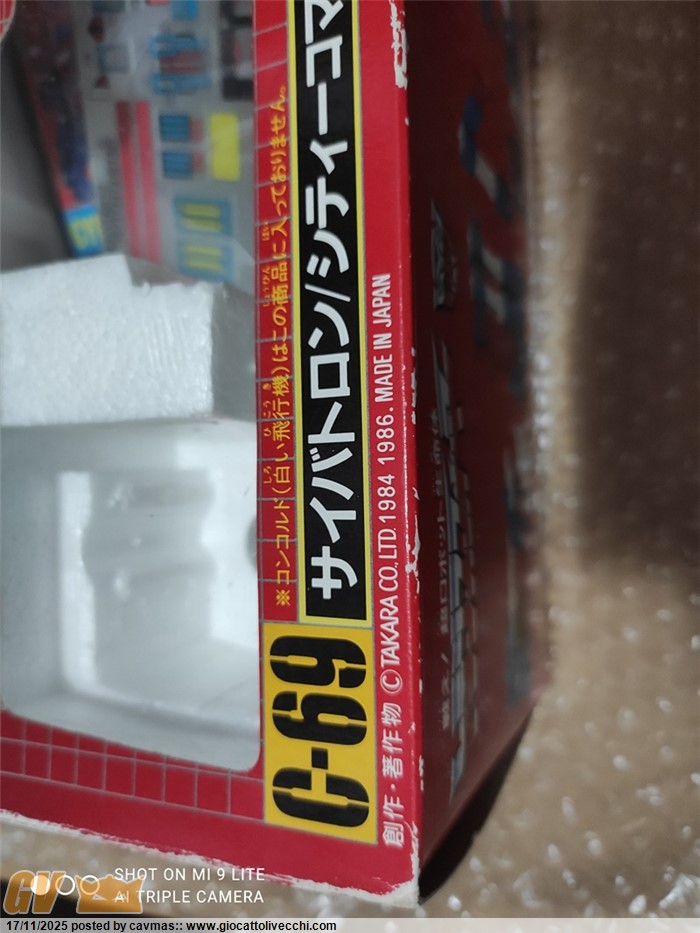 ※コンコルド(白い飛行機)はこの商品に入っておりません。
サイバトロン/シティーコマ
C-69
創作・著作物 ©TAKARA CO.,LTD.1984 1986. MADE IN JAPAN
SHOT ON MI 9 LITE
AI TRIPLE CAMERA
17/11/2025 posted by cavmas:: www.giocattolivecchi.com